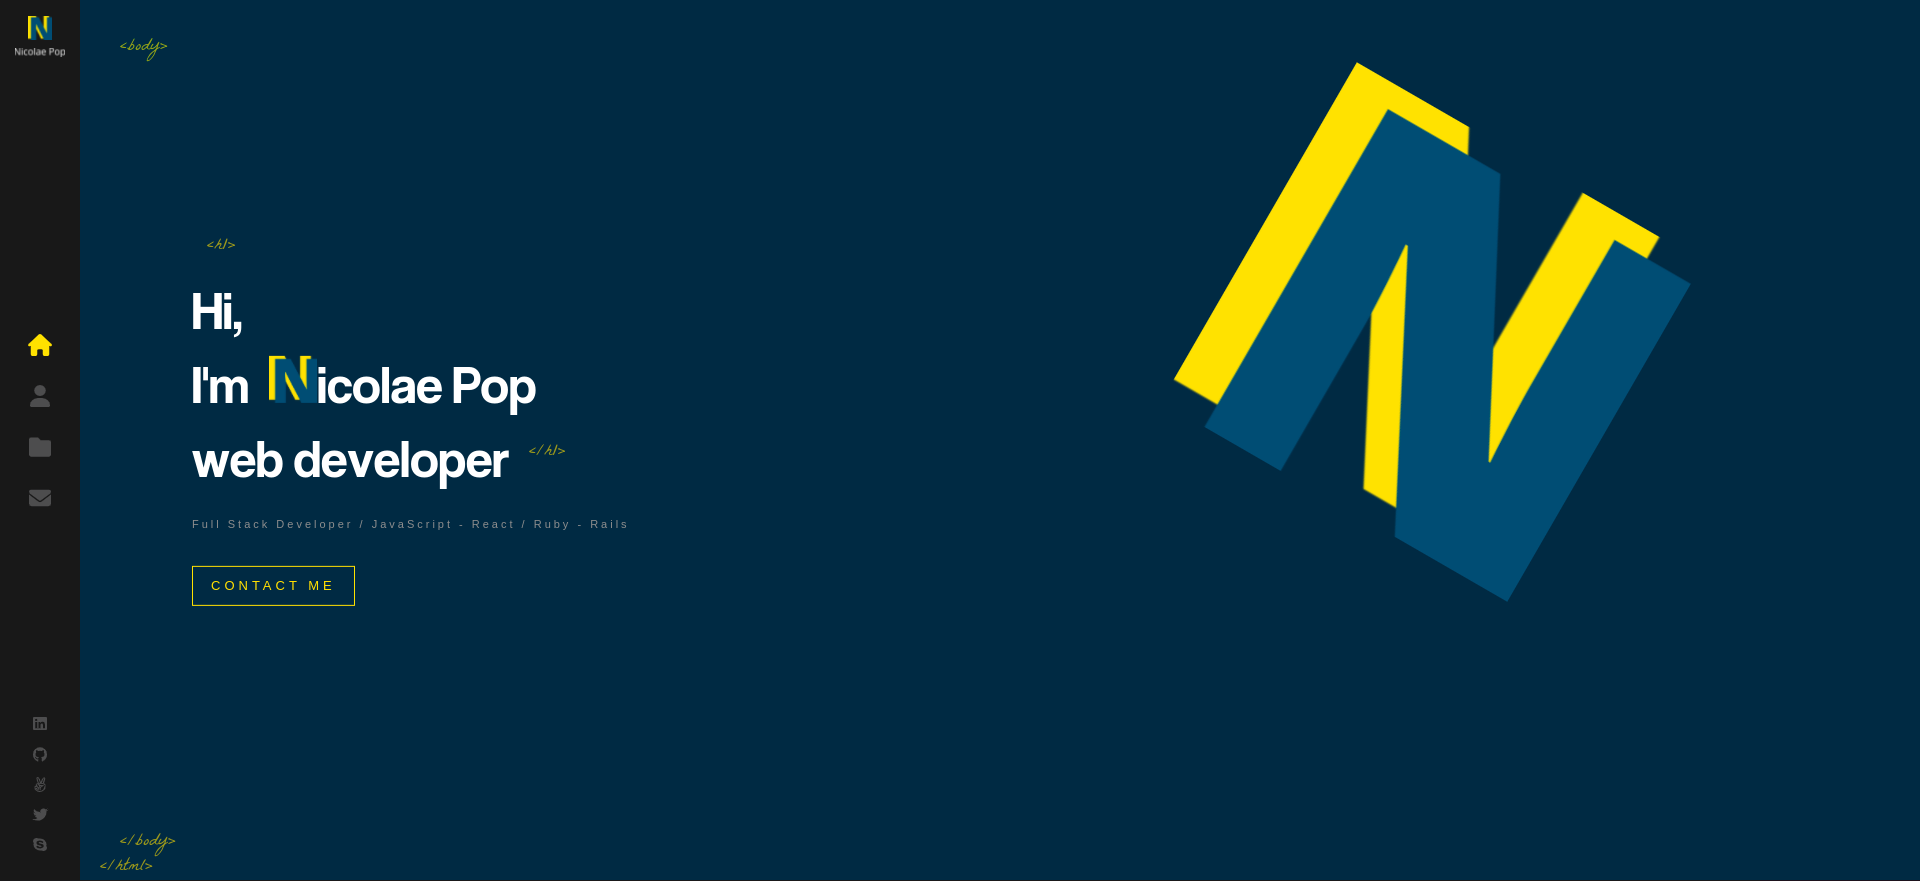 Nicolae Pop
<body>
<h1>
Hi,
I'm Nicolae Pop
web developer </h1>
Full Stack Developer / JavaScript - React / Ruby - Rails
CONTACT ME
N
</body>
</html>